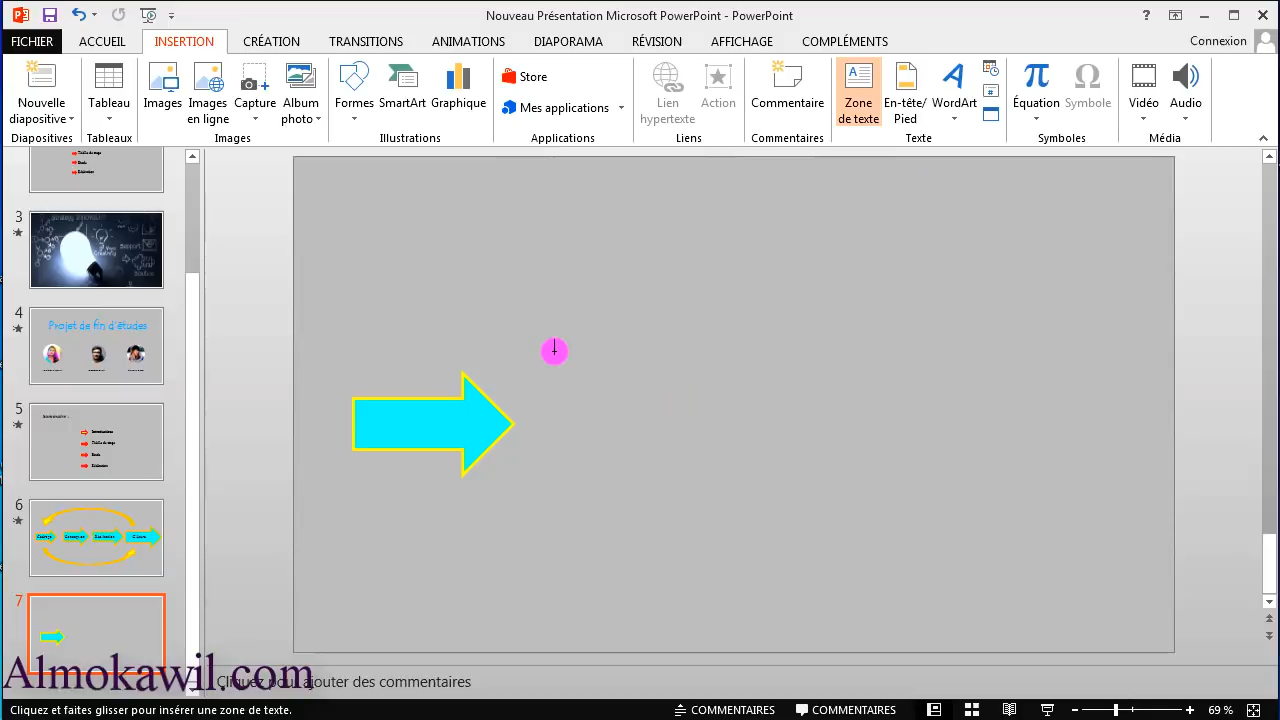 Nouveau Présentation Microsoft PowerPoint - PowerPoint
FICHIER ACCUEIL INSERTION CRÉATION TRANSITIONS ANIMATIONS DIAPORAMA RÉVISION AFFICHAGE COMPLÉMENTS Connexion
Nouvelle diapositive
Tableau
Images
Images en ligne
Capture
Album photo
Formes
SmartArt
Graphique
Store
Mes applications
Lien hypertexte
Action
Commentaire
Zone de texte
En-tête/ Pied
WordArt
Équation
Symbole
Vidéo
Audio
Diapositives Tableaux Images Illustrations Applications Liens Commentaires Texte Symboles Média
3
4
Projet de fin d'études
5
6
7
Almokawil.com
Cliquez pour ajouter des commentaires
Cliquez et faites glisser pour insérer une zone de texte. COMMENTAIRES COMMENTAIRES 69 %